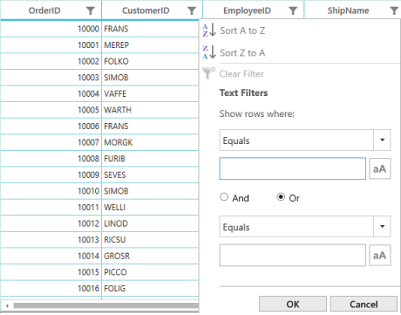 OrderID CustomerID EmployeeID ShipName
10000 FRANS
10001 MEREP
10002 FOLKO
10003 SIMOB
10004 VAFFE
10005 WARTH
10006 FRANS
10007 MORGK
10008 FURIB
10009 SEVES
10010 SIMOB
10011 WELLI
10012 LINOD
10013 RICSU
10014 GROSR
10015 PICCO
10016 FOLIG
Sort A to Z
Sort Z to A
Clear Filter
Text Filters
Show rows where:
Equals
aA
And Or
Equals
aA
OK Cancel